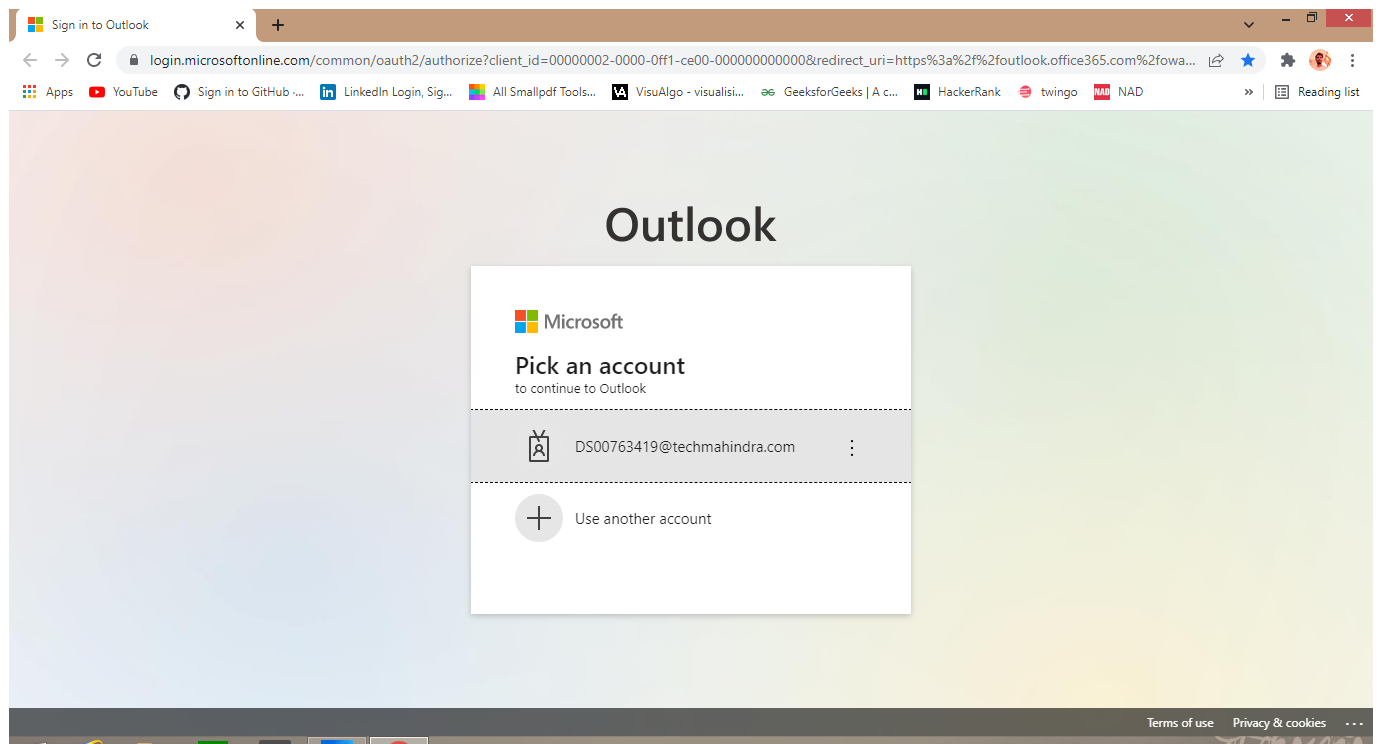 Sign in to Outlook
login.microsoftonline.com/common/oauth2/authorize?client_id=00000002-0000-0ff1-ce00-000000000000&redirect_uri=https%3a%2f%2foutlook.office365.com%2fowa...
Apps YouTube Sign in to GitHub ·... LinkedIn Login, Sig... All Smallpdf Tools... VA VisuAlgo - visualisi... GeeksforGeeks | A c... H HackerRank twingo NAD NAD » Reading list
Outlook
Microsoft
Pick an account
to continue to Outlook
DS00763419@techmahindra.com
Use another account
Terms of use Privacy & cookies ...